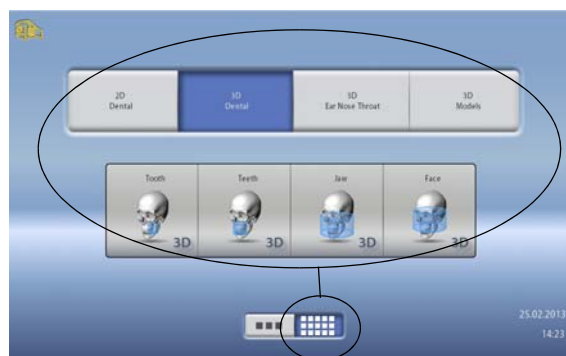 2D
Dental
3D
Dental
3D
Ear Nose Throat
3D
Models
Tooth
Teeth
Jaw
Face
3D
3D
3D
3D
25.02.2013
14:23